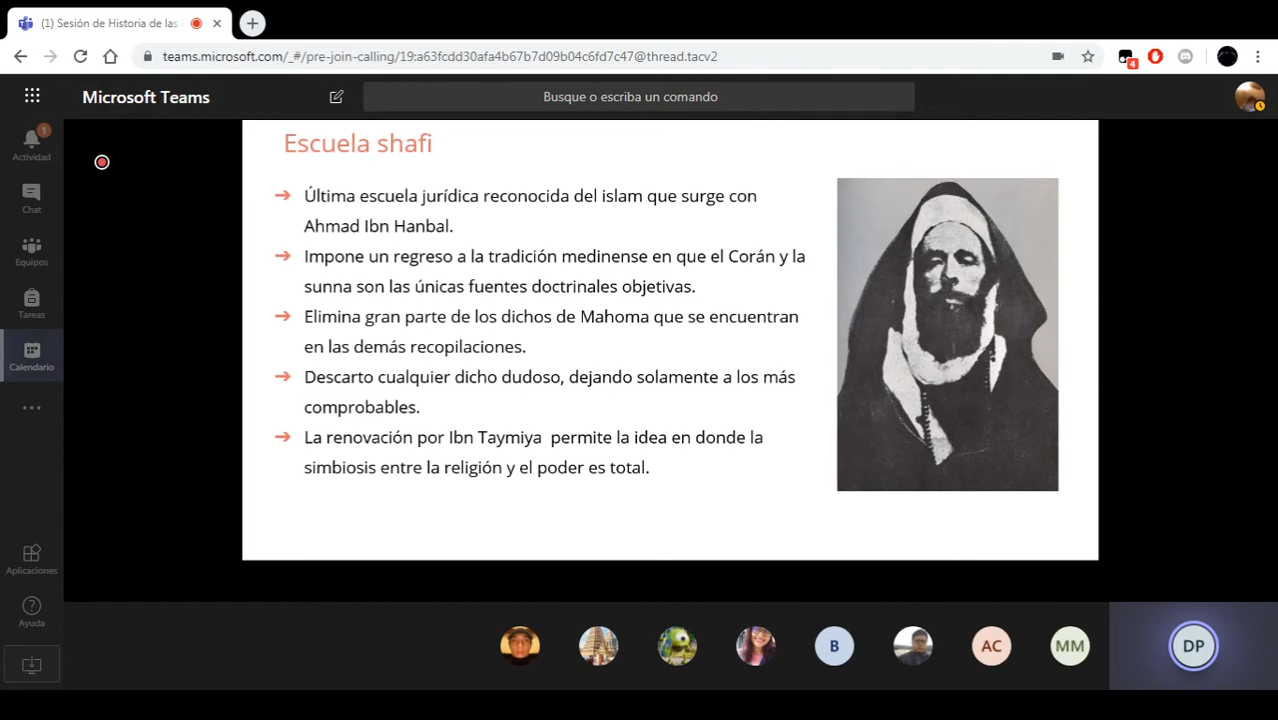 (1) Sesión de Historia de las
teams.microsoft.com/_#/pre-join-calling/19:a63fcdd30afa4b67b7d09b04c6fd7c47@thread.tacv2
4
Microsoft Teams
Busque o escriba un comando
1
Actividad
Chat
Equipos
Tareas
Calendario
Aplicaciones
Ayuda
Escuela shafi
→ Última escuela jurídica reconocida del islam que surge con
Ahmad Ibn Hanbal.
→ Impone un regreso a la tradición medinense en que el Corán y la
sunna son las únicas fuentes doctrinales objetivas.
→ Elimina gran parte de los dichos de Mahoma que se encuentran
en las demás recopilaciones.
→ Descarto cualquier dicho dudoso, dejando solamente a los más
comprobables.
→ La renovación por Ibn Taymiya permite la idea en donde la
simbiosis entre la religión y el poder es total.
B
AC
MM
DP